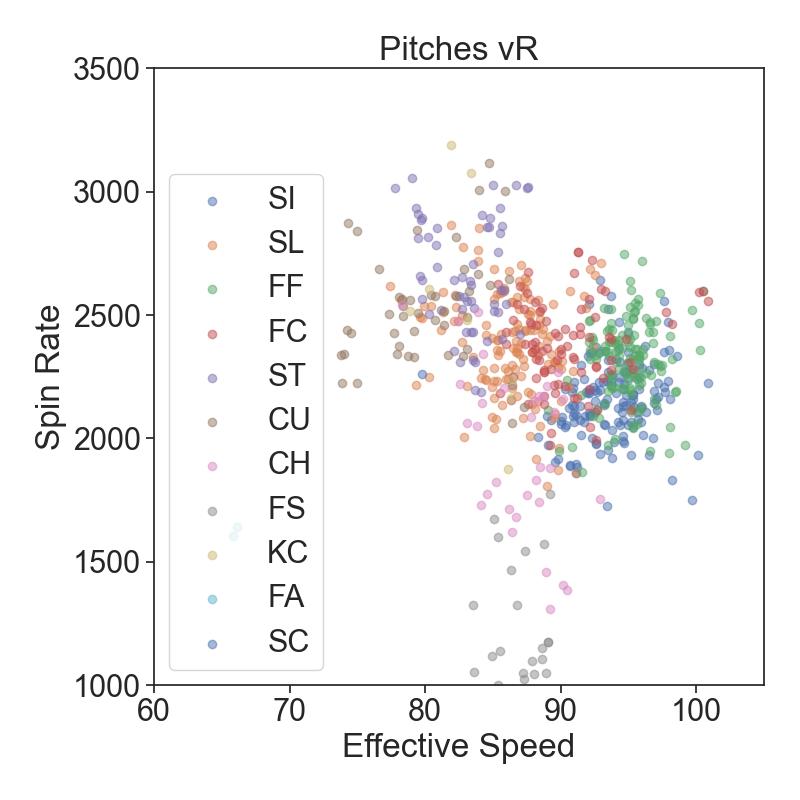 Pitches vR
3500
3000
2500
2000
1500
1000
Spin Rate
SI
SL
FF
FC
ST
CU
CH
FS
KC
FA
SC
60 70 80 90 100
Effective Speed